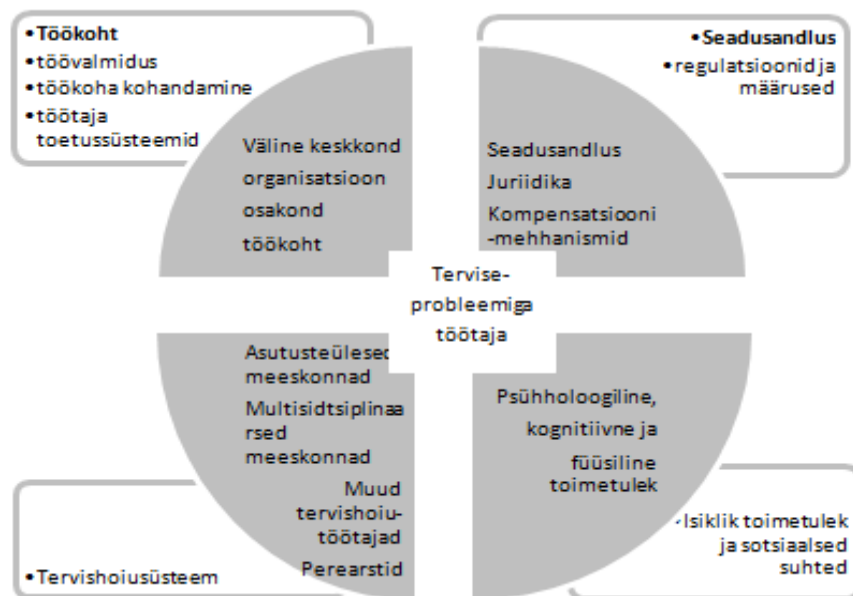 •Töökoht
•töövalmidus
•töökoha kohandamine
•töötaja
toetussüsteemid
•Seadusandlus
•regulatsioonid ja
määrused
Väline keskkond
organisatsioon
osakond
töökoht
Seadusandlus
Juriidika
Kompensatsiooni
-mehhanismid
Tervise-
probleemiga
töötaja
Asutusteülesed
meeskonnad
Multisidtsiplinaa
rsed
meeskonnad
Muud
tervishoiu-
töötajad
Perearstid
Psühholoogiline,
kognitiivne ja
füüsiline
toimetulek
•Tervishoiusüsteem
•Isiklik toimetulek
ja sotsiaalsed
suhted